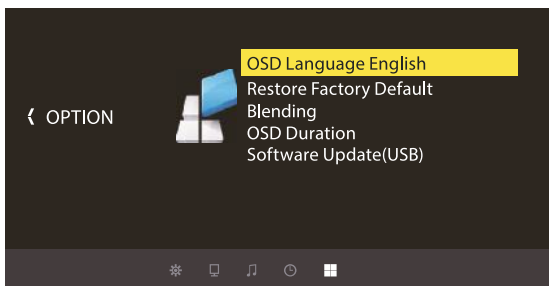 OPTION
OSD Language English
Restore Factory Default
Blending
OSD Duration
Software Update(USB)